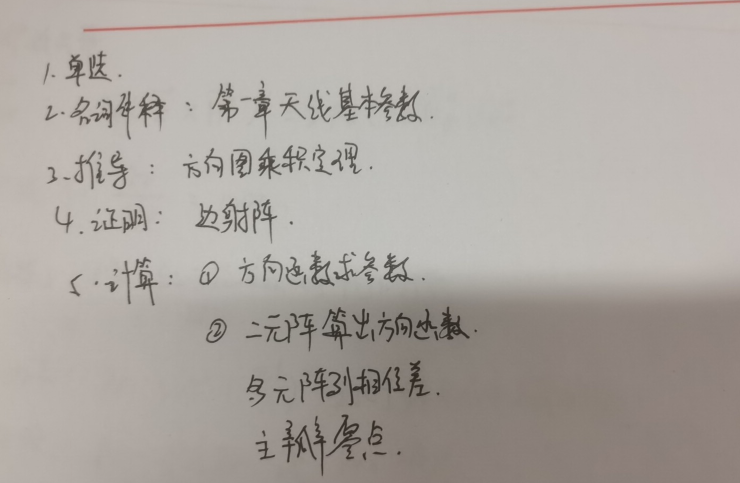 1. 单选.
2. 名词解释：第一章天线基本参数.
3. 推导：方向图乘积定理.
4. 证明：边射阵.
5. 计算：① 方向函数求参数.
② 二元阵算出方向函数.
多元阵列相位差.
主瓣零点.